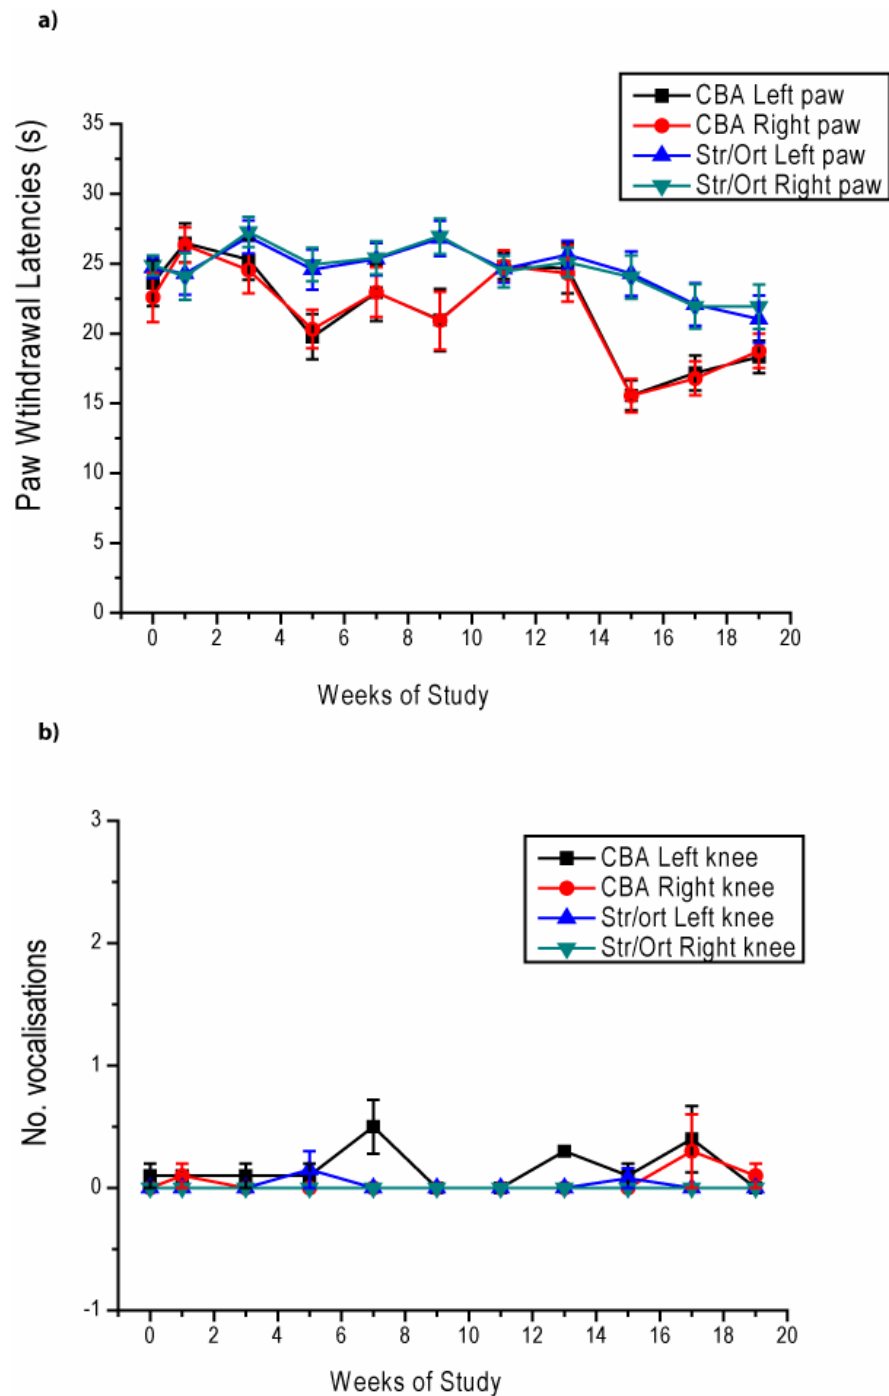 a)
CBA Left paw
CBA Right paw
Str/Ort Left paw
Str/Ort Right paw
Paw Wtihdrawal Latencies (s)
35
30
25
20
15
10
5
0
0 2 4 6 8 10 12 14 16 18 20
Weeks of Study
b)
CBA Left knee
CBA Right knee
Str/ort Left knee
Str/Ort Right knee
No. vocalisations
3
2
1
0
-1
0 2 4 6 8 10 12 14 16 18 20
Weeks of Study